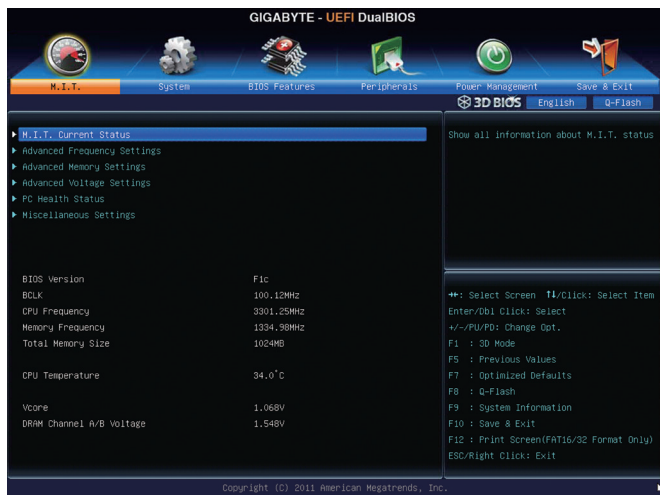 GIGABYTE - UEFI DualBIOS
M.I.T. System BIOS Features Peripherals Power Management Save & Exit
3D BIOS English Q-Flash
M.I.T. Current Status
Advanced Frequency Settings
Advanced Memory Settings
Advanced Voltage Settings
PC Health Status
Miscellaneous Settings
BIOS Version F1c
BCLK 100.12MHz
CPU Frequency 3301.25MHz
Memory Frequency 1334.98MHz
Total Memory Size 1024MB
CPU Temperature 34.0°C
Vcore 1.068V
DRAM Channel A/B Voltage 1.548V
Show all information about M.I.T. status
→←: Select Screen ↑↓/Click: Select Item
Enter/Dbl Click: Select
+/-/PU/PD: Change Opt.
F1 : 3D Mode
F5 : Previous Values
F7 : Optimized Defaults
F8 : Q-Flash
F9 : System Information
F10 : Save & Exit
F12 : Print Screen(FAT16/32 Format Only)
ESC/Right Click: Exit
Copyright (C) 2011 American Megatrends, Inc.